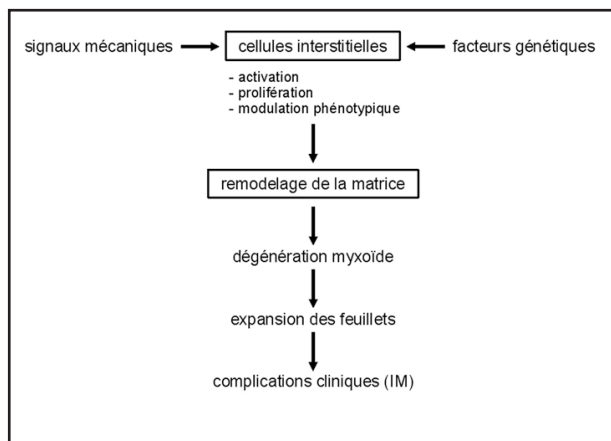 signaux mécaniques
cellules interstitielles
facteurs génétiques
- activation
- prolifération
- modulation phénotypique
remodelage de la matrice
dégénération myxoïde
expansion des feuillets
complications cliniques (IM)